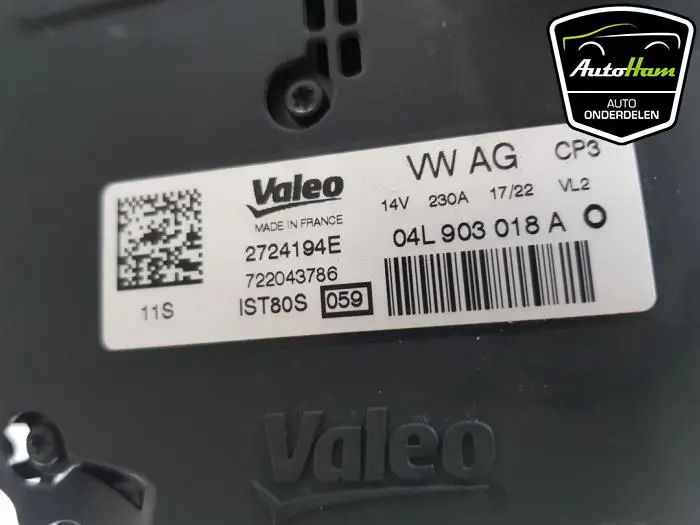 AutoHam
AUTO
ONDERDELEN
Valeo
MADE IN FRANCE
2724194E
722043786
IST80S 059
11S
VW AG CP3
14V 230A 17/22 VL2
04L 903 018 A
Valeo